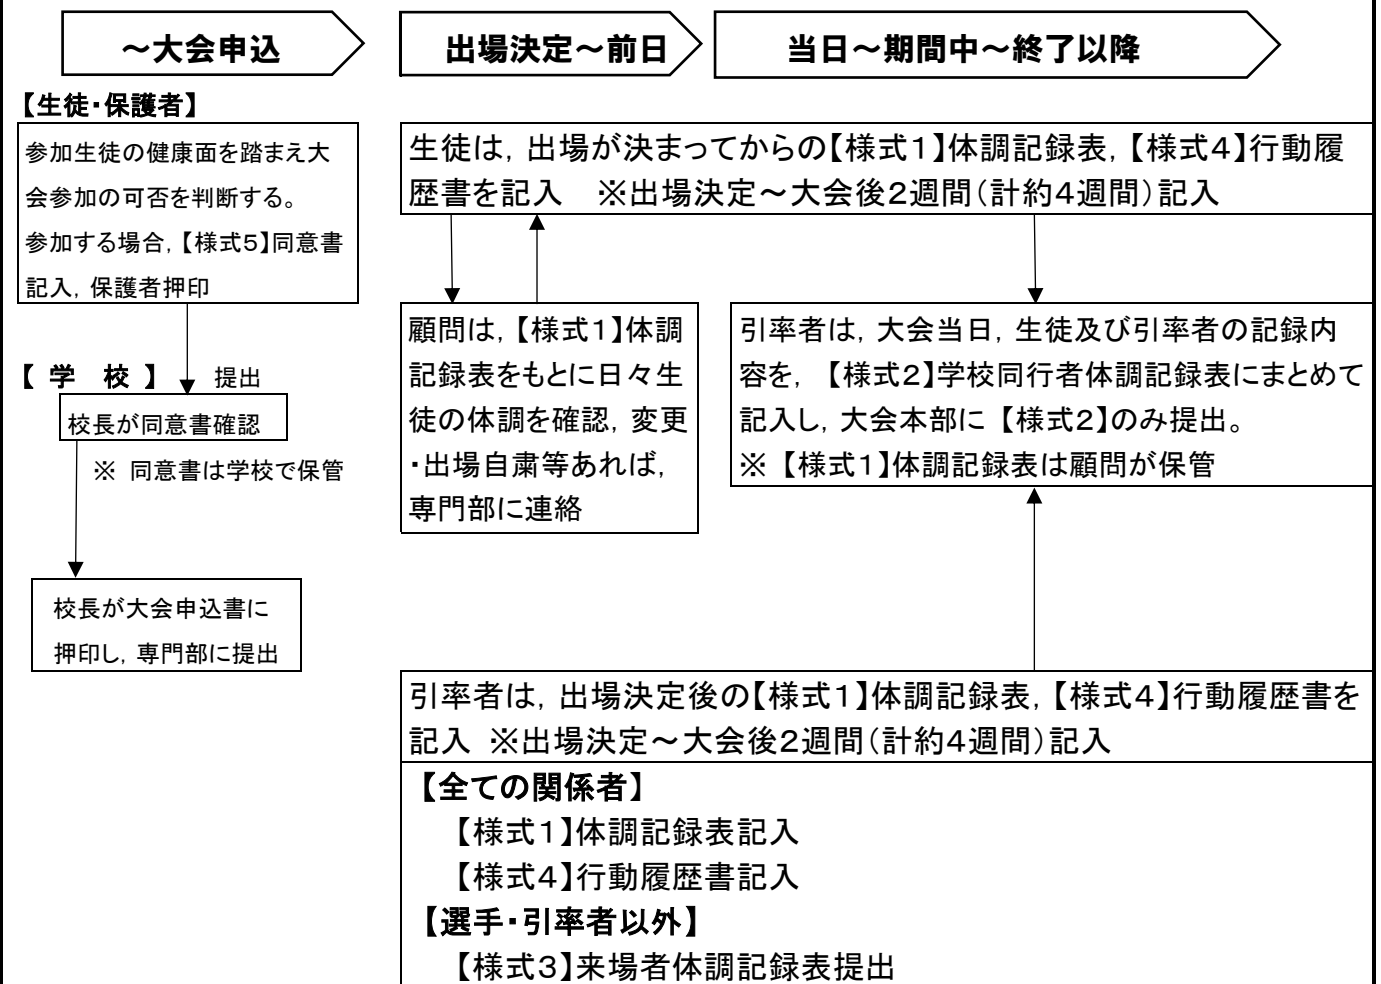 ~大会申込
出場決定~前日
当日~期間中~終了以降
【生徒・保護者】
参加生徒の健康面を踏まえ大
会参加の可否を判断する。
参加する場合,【様式5】同意書
記入,保護者押印
【 学　校 】
提出
校長が同意書確認
※ 同意書は学校で保管
校長が大会申込書に
押印し,専門部に提出
生徒は,出場が決まってからの【様式1】体調記録表,【様式4】行動履
歴書を記入　※出場決定~大会後2週間(計約4週間)記入
顧問は,【様式1】体調
記録表をもとに日々生
徒の体調を確認,変更
・出場自粛等あれば,
専門部に連絡
引率者は,大会当日,生徒及び引率者の記録内
容を, 【様式2】学校同行者体調記録表にまとめて
記入し,大会本部に【様式2】のみ提出。
※【様式1】体調記録表は顧問が保管
引率者は,出場決定後の【様式1】体調記録表,【様式4】行動履歴書を
記入 ※出場決定~大会後2週間(計約4週間)記入
【全ての関係者】
【様式1】体調記録表記入
【様式4】行動履歴書記入
【選手・引率者以外】
【様式3】来場者体調記録表提出